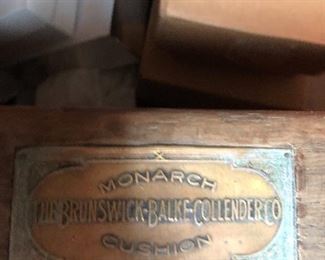 MONARCH
THE BRUNSWICK-BALKE-COLLENDER CO
CUSHION